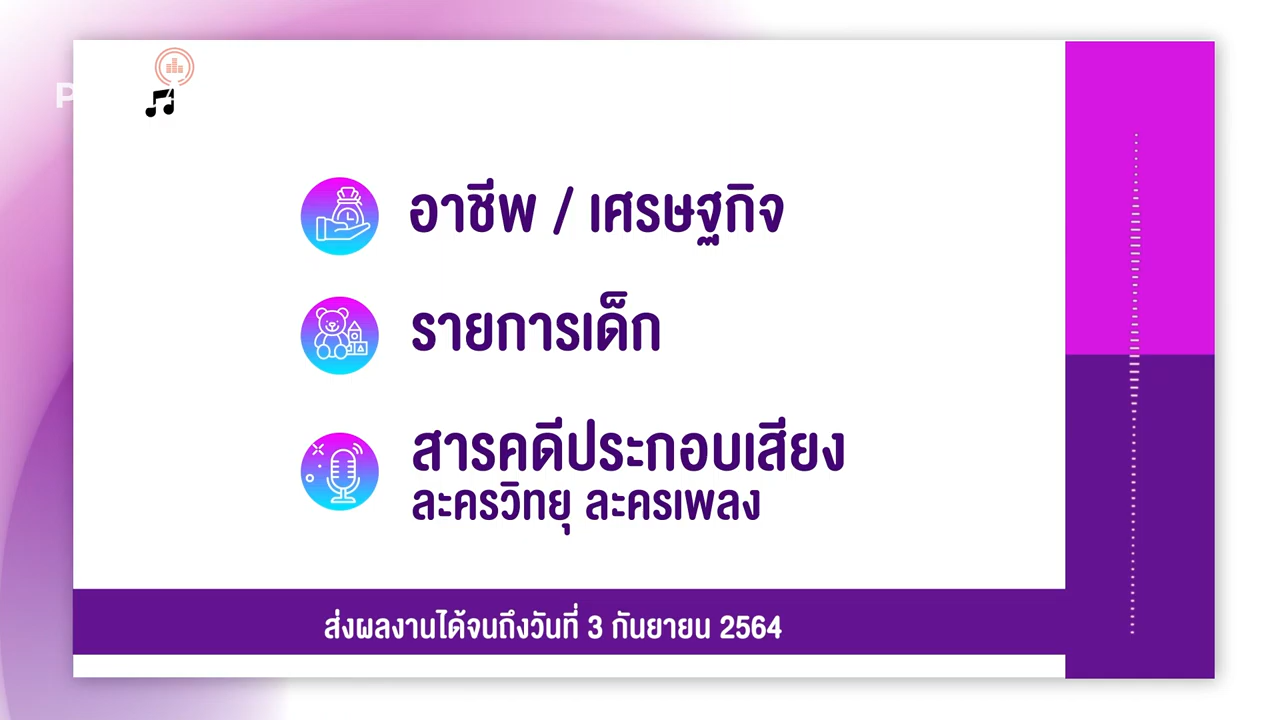 อาชีพ / เศรษฐกิจ
รายการเด็ก
สารคดีประกอบเสียง
ละครวิทยุ ละครเพลง
ส่งผลงานได้จนถึงวันที่ 3 กันยายน 2564